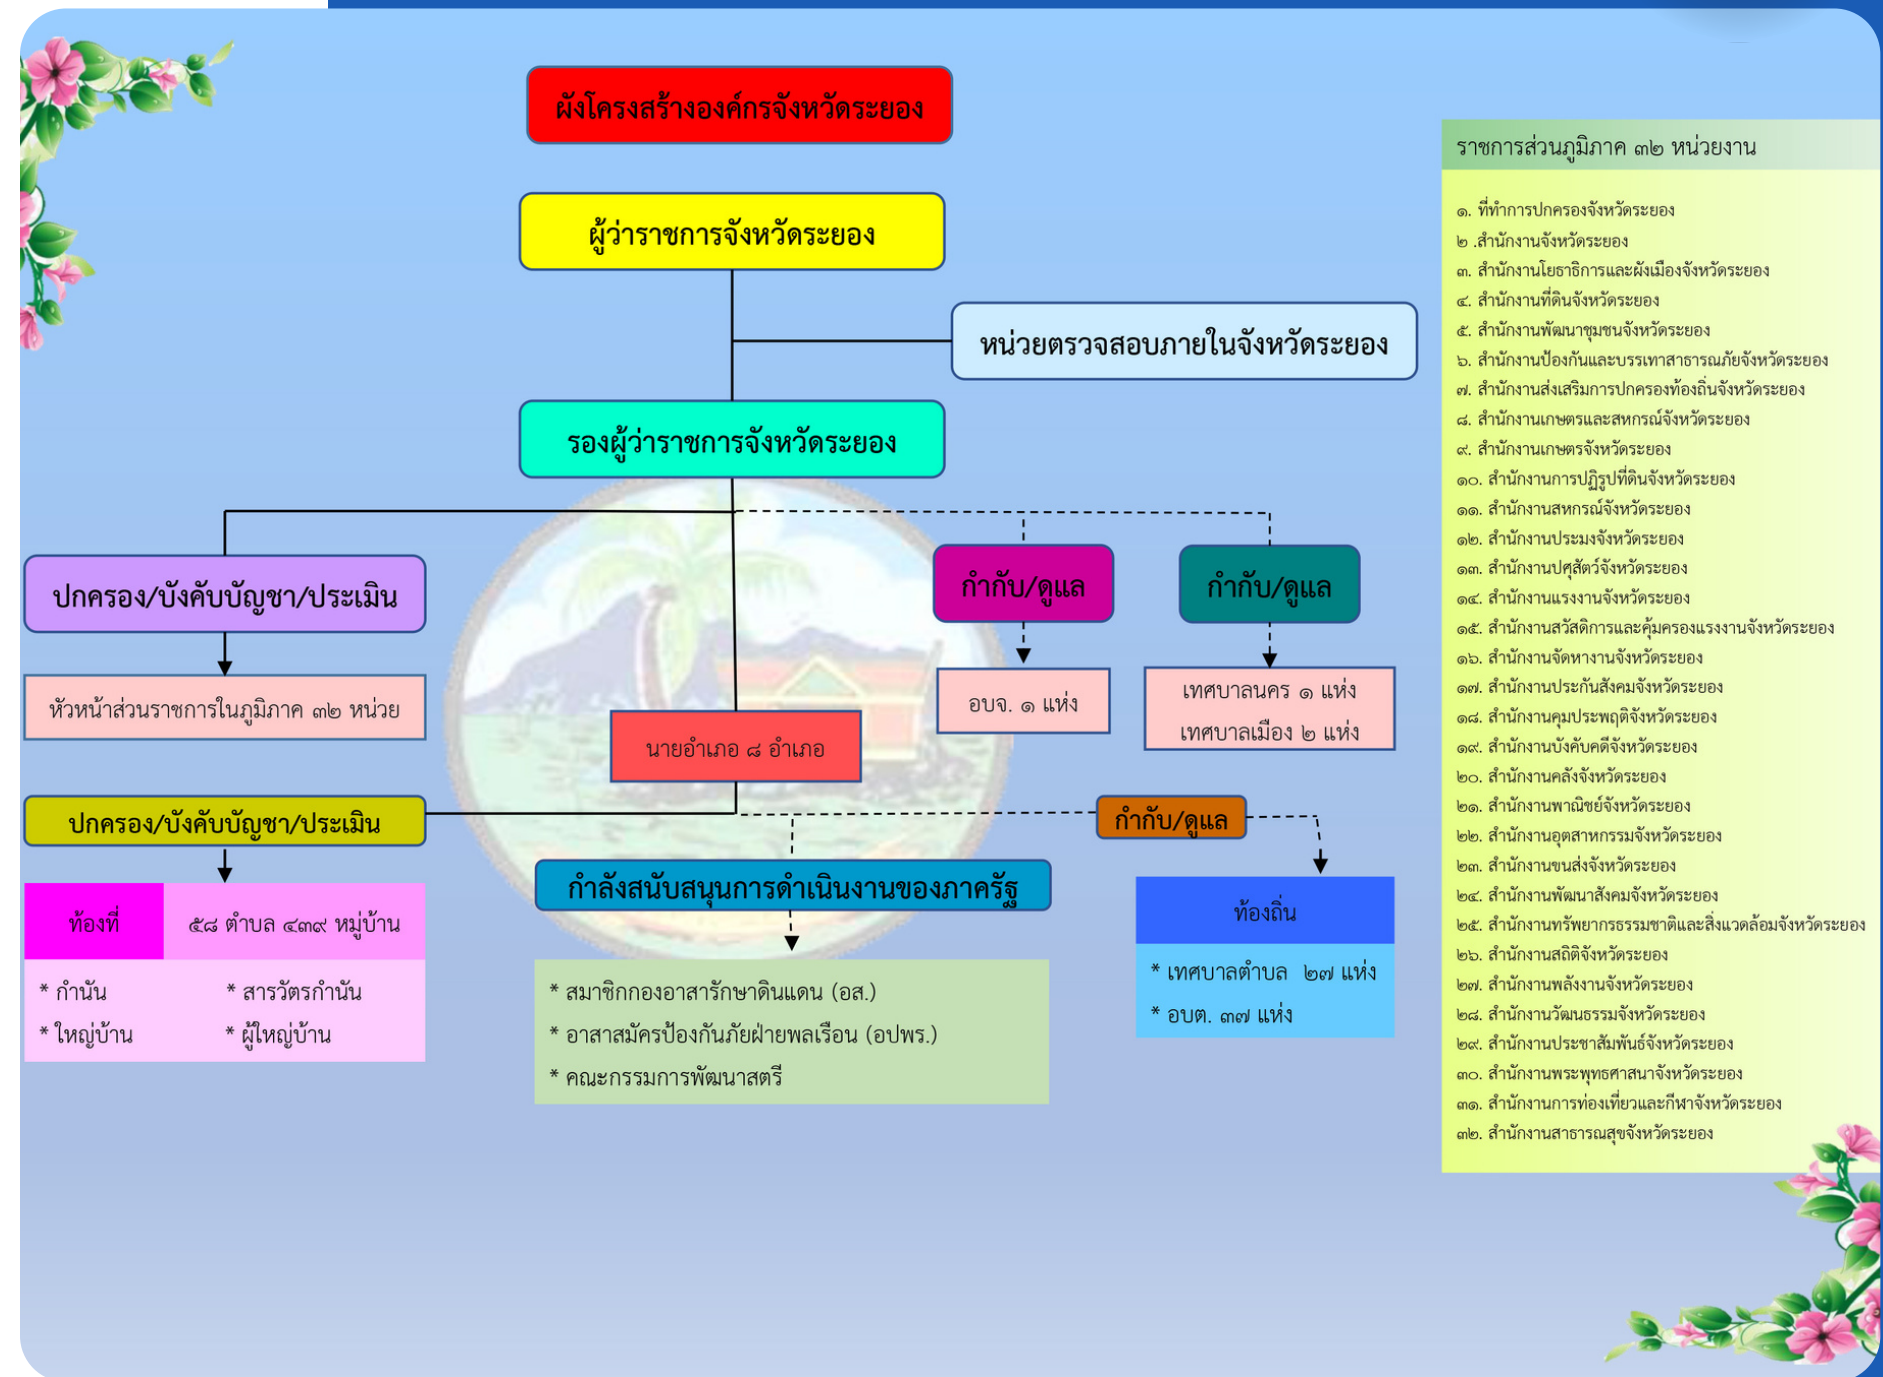 ผังโครงสร้างองค์กรจังหวัดระยอง
ผู้ว่าราชการจังหวัดระยอง
หน่วยตรวจสอบภายในจังหวัดระยอง
รองผู้ว่าราชการจังหวัดระยอง
ปกครอง/บังคับบัญชา/ประเมิน
กำกับ/ดูแล
กำกับ/ดูแล
หัวหน้าส่วนราชการในภูมิภาค ๓๒ หน่วย
นายอำเภอ ๘ อำเภอ
อบจ. ๑ แห่ง
เทศบาลนคร ๑ แห่ง
เทศบาลเมือง ๒ แห่ง
ปกครอง/บังคับบัญชา/ประเมิน
กำกับ/ดูแล
กำลังสนับสนุนการดำเนินงานของภาครัฐ
ท้องที่
๕๘ ตำบล ๔๓๙ หมู่บ้าน
* กำนัน
* สารวัตรกำนัน
* ใหญ่บ้าน
* ผู้ใหญ่บ้าน
* สมาชิกกองอาสารักษาดินแดน (อส.)
* อาสาสมัครป้องกันภัยฝ่ายพลเรือน (อปพร.)
* คณะกรรมการพัฒนาสตรี
ท้องถิ่น
* เทศบาลตำบล ๒๗ แห่ง
* อบต. ๓๗ แห่ง
ราชการส่วนภูมิภาค ๓๒ หน่วยงาน
๑. ที่ทำการปกครองจังหวัดระยอง
๒ .สำนักงานจังหวัดระยอง
๓. สำนักงานโยธาธิการและผังเมืองจังหวัดระยอง
๔. สำนักงานที่ดินจังหวัดระยอง
๕. สำนักงานพัฒนาชุมชนจังหวัดระยอง
๖. สำนักงานป้องกันและบรรเทาสาธารณภัยจังหวัดระยอง
๗. สำนักงานส่งเสริมการปกครองท้องถิ่นจังหวัดระยอง
๘. สำนักงานเกษตรและสหกรณ์จังหวัดระยอง
๙. สำนักงานเกษตรจังหวัดระยอง
๑๐. สำนักงานการปฏิรูปที่ดินจังหวัดระยอง
๑๑. สำนักงานสหกรณ์จังหวัดระยอง
๑๒. สำนักงานประมงจังหวัดระยอง
๑๓. สำนักงานปศุสัตว์จังหวัดระยอง
๑๔. สำนักงานแรงงานจังหวัดระยอง
๑๕. สำนักงานสวัสดิการและคุ้มครองแรงงานจังหวัดระยอง
๑๖. สำนักงานจัดหางานจังหวัดระยอง
๑๗. สำนักงานประกันสังคมจังหวัดระยอง
๑๘. สำนักงานคุมประพฤติจังหวัดระยอง
๑๙. สำนักงานบังคับคดีจังหวัดระยอง
๒๐. สำนักงานคลังจังหวัดระยอง
๒๑. สำนักงานพาณิชย์จังหวัดระยอง
๒๒. สำนักงานอุตสาหกรรมจังหวัดระยอง
๒๓. สำนักงานขนส่งจังหวัดระยอง
๒๔. สำนักงานพัฒนาสังคมจังหวัดระยอง
๒๕. สำนักงานทรัพยากรธรรมชาติและสิ่งแวดล้อมจังหวัดระยอง
๒๖. สำนักงานสถิติจังหวัดระยอง
๒๗. สำนักงานพลังงานจังหวัดระยอง
๒๘. สำนักงานวัฒนธรรมจังหวัดระยอง
๒๙. สำนักงานประชาสัมพันธ์จังหวัดระยอง
๓๐. สำนักงานพระพุทธศาสนาจังหวัดระยอง
๓๑. สำนักงานการท่องเที่ยวและกีฬาจังหวัดระยอง
๓๒. สำนักงานสาธารณสุขจังหวัดระยอง